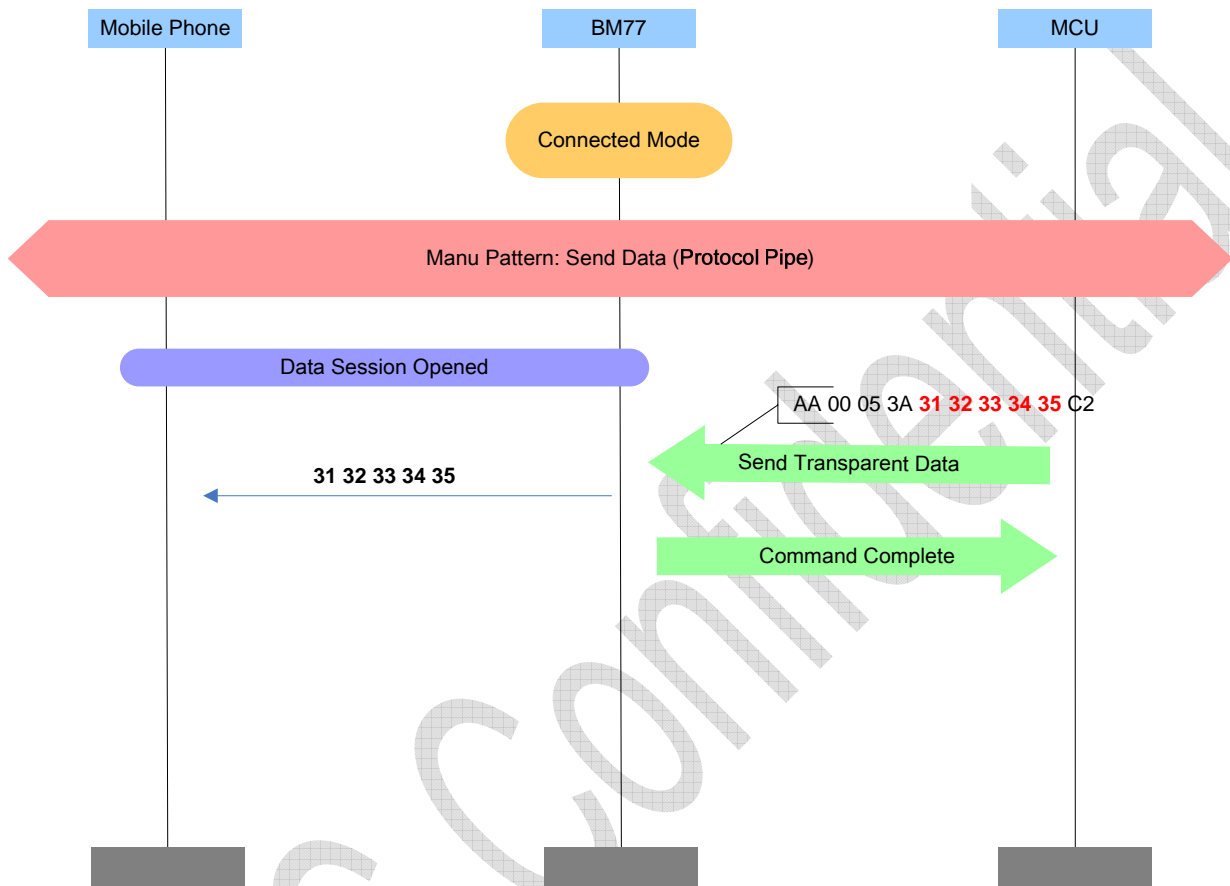 Mobile Phone
BM77
MCU
Connected Mode
Manu Pattern: Send Data (Protocol Pipe)
Data Session Opened
AA 00 05 3A 31 32 33 34 35 C2
Send Transparent Data
31 32 33 34 35
Command Complete
s Confidential